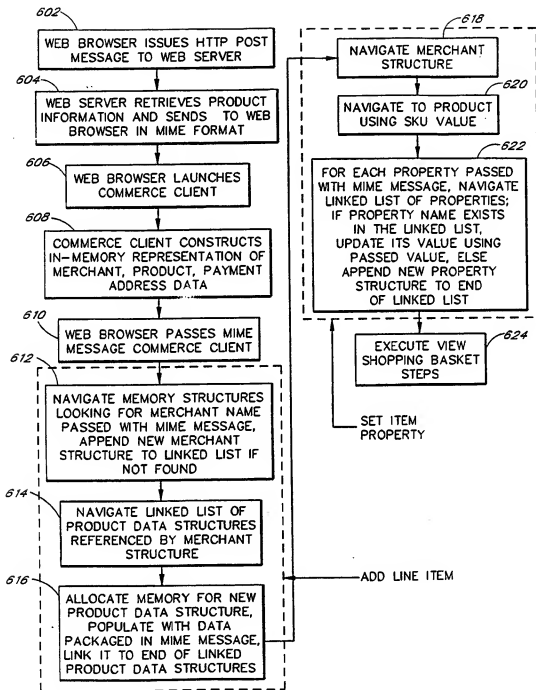 602
WEB BROWSER ISSUES HTTP POST
MESSAGE TO WEB SERVER
604
WEB SERVER RETRIEVES PRODUCT
INFORMATION AND SENDS TO WEB
BROWSER IN MIME FORMAT
606
WEB BROWSER LAUNCHES
COMMERCE CLIENT
608
COMMERCE CLIENT CONSTRUCTS
IN-MEMORY REPRESENTATION OF
MERCHANT, PRODUCT, PAYMENT
ADDRESS DATA
610
WEB BROWSER PASSES MIME
MESSAGE COMMERCE CLIENT
612
NAVIGATE MEMORY STRUCTURES
LOOKING FOR MERCHANT NAME
PASSED WITH MIME MESSAGE,
APPEND NEW MERCHANT
STRUCTURE TO LINKED LIST IF
NOT FOUND
614
NAVIGATE LINKED LIST OF
PRODUCT DATA STRUCTURES
REFERENCED BY MERCHANT
STRUCTURE
616
ALLOCATE MEMORY FOR NEW
PRODUCT DATA STRUCTURE,
POPULATE WITH DATA
PACKAGED IN MIME MESSAGE,
LINK IT TO END OF LINKED
PRODUCT DATA STRUCTURES
ADD LINE ITEM
618
NAVIGATE MERCHANT
STRUCTURE
620
NAVIGATE TO PRODUCT
USING SKU VALUE
622
FOR EACH PROPERTY PASSED
WITH MIME MESSAGE, NAVIGATE
LINKED LIST OF PROPERTIES;
IF PROPERTY NAME EXISTS
IN THE LINKED LIST,
UPDATE ITS VALUE USING
PASSED VALUE, ELSE
APPEND NEW PROPERTY
STRUCTURE TO END
OF LINKED LIST
EXECUTE VIEW
SHOPPING BASKET
STEPS
624
SET ITEM
PROPERTY